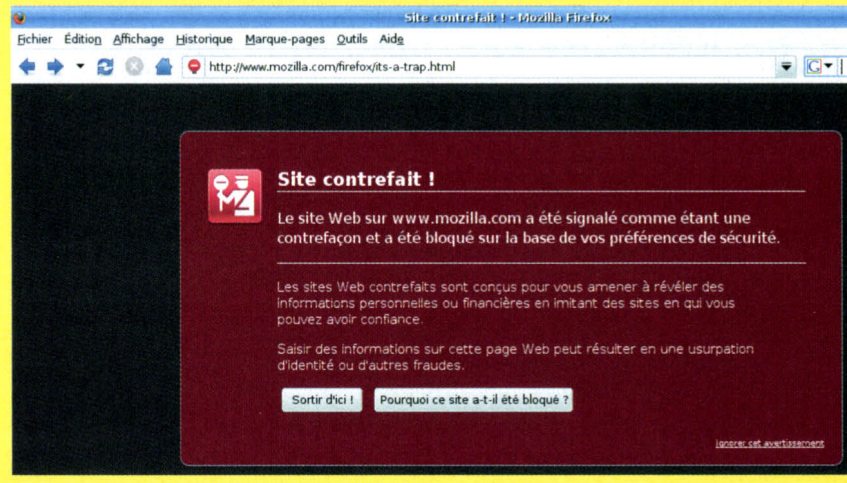 Site contrefait ! - Mozilla Firefox
Fichier Édition Affichage Historique Marque-pages Outils Aide
http://www.mozilla.com/firefox/its-a-trap.html G
Site contrefait !
Le site Web sur www.mozilla.com a été signalé comme étant une
contrefaçon et a été bloqué sur la base de vos préférences de sécurité.
Les sites Web contrefaits sont conçus pour vous amener à révéler des
informations personnelles ou financières en imitant des sites en qui vous
pouvez avoir confiance.
Saisir des informations sur cette page Web peut résulter en une usurpation
d'identité ou d'autres fraudes.
Sortir d'ici ! Pourquoi ce site a-t-il été bloqué ?
Ignorer cet avertissement